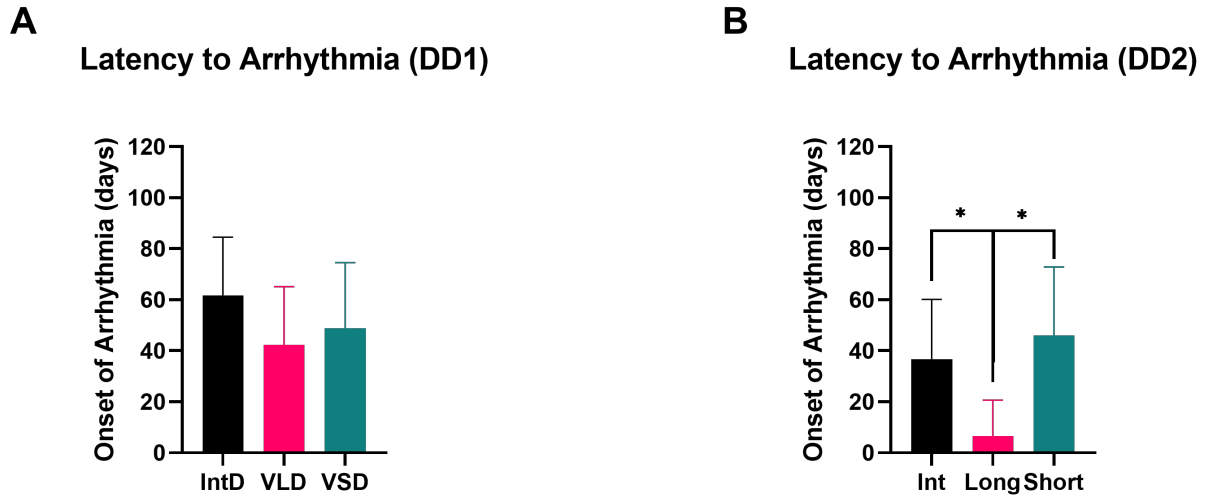 A
Latency to Arrhythmia (DD1)
Onset of Arrhythmia (days)
120
100
80
60
40
20
0
IntD VLD VSD
B
Latency to Arrhythmia (DD2)
Onset of Arrhythmia (days)
120
100
80
60
40
20
0
* *
Int Long Short